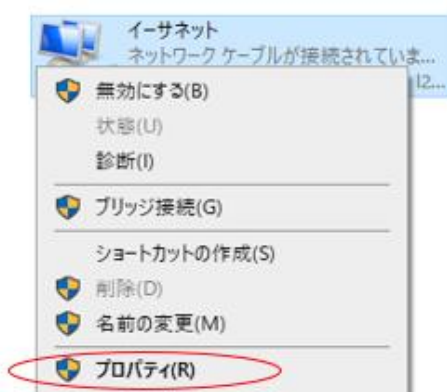 イーサネット
ネットワーク ケーブルが接続されていま...
I2...
無効にする(B)
状態(U)
診断(I)
ブリッジ接続(G)
ショートカットの作成(S)
削除(D)
名前の変更(M)
プロパティ(R)